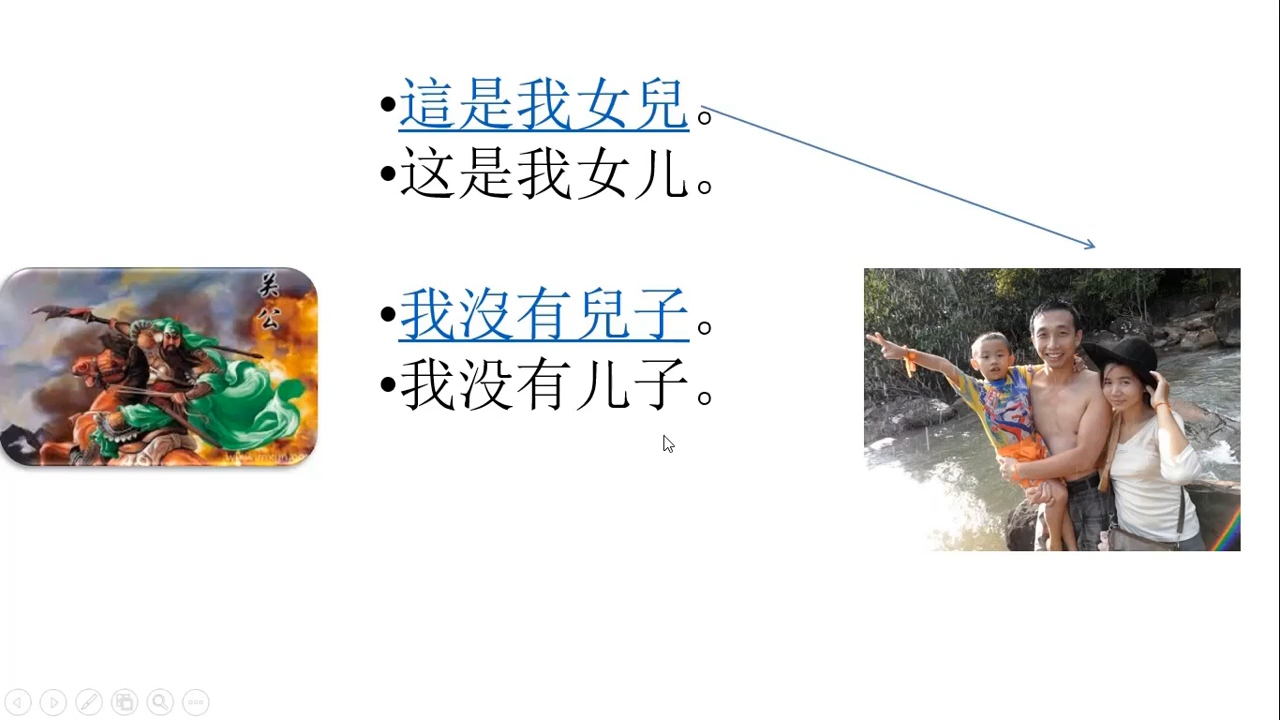 •這是我女兒。
•这是我女儿。
•我沒有兒子。
•我没有儿子。
关公